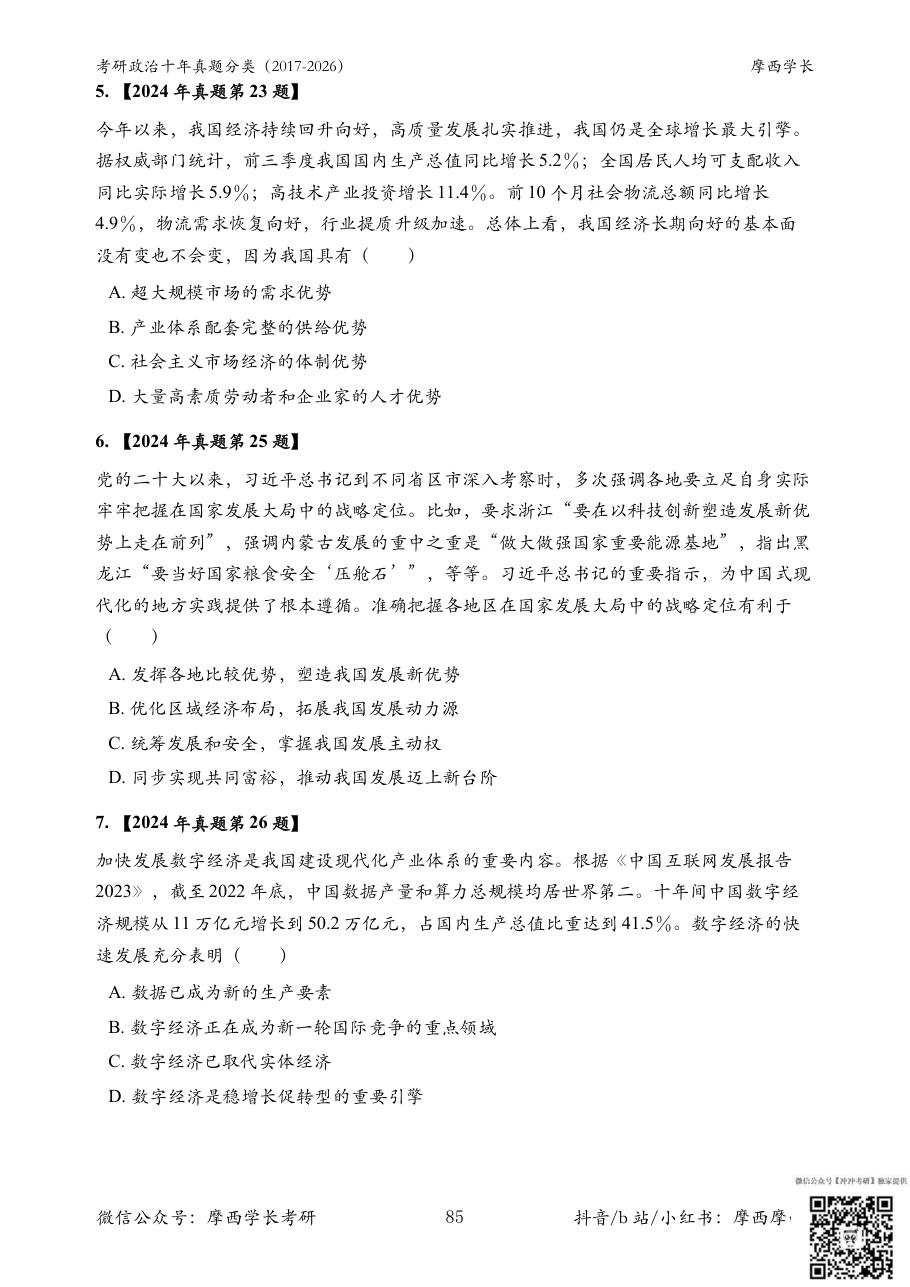 考研政治十年真题分类（2017-2026） 摩西学长
5. 【2024 年真题第 23 题】
今年以来，我国经济持续回升向好，高质量发展扎实推进，我国仍是全球增长最大引擎。
据权威部门统计，前三季度我国国内生产总值同比增长 5.2％；全国居民人均可支配收入
同比实际增长 5.9％；高技术产业投资增长 11.4％。前 10 个月社会物流总额同比增长
4.9％，物流需求恢复向好，行业提质升级加速。总体上看，我国经济长期向好的基本面
没有变也不会变，因为我国具有（　　）
A. 超大规模市场的需求优势
B. 产业体系配套完整的供给优势
C. 社会主义市场经济的体制优势
D. 大量高素质劳动者和企业家的人才优势
6. 【2024 年真题第 25 题】
党的二十大以来，习近平总书记到不同省区市深入考察时，多次强调各地要立足自身实际
牢牢把握在国家发展大局中的战略定位。比如，要求浙江“要在以科技创新塑造发展新优
势上走在前列”，强调内蒙古发展的重中之重是“做大做强国家重要能源基地”，指出黑
龙江“要当好国家粮食安全‘压舱石’”，等等。习近平总书记的重要指示，为中国式现
代化的地方实践提供了根本遵循。准确把握各地区在国家发展大局中的战略定位有利于
（　　）
A. 发挥各地比较优势，塑造我国发展新优势
B. 优化区域经济布局，拓展我国发展动力源
C. 统筹发展和安全，掌握我国发展主动权
D. 同步实现共同富裕，推动我国发展迈上新台阶
7. 【2024 年真题第 26 题】
加快发展数字经济是我国建设现代化产业体系的重要内容。根据《中国互联网发展报告
2023》，截至 2022 年底，中国数据产量和算力总规模均居世界第二。十年间中国数字经
济规模从 11 万亿元增长到 50.2 万亿元，占国内生产总值比重达到 41.5％。数字经济的快
速发展充分表明（　　）
A. 数据已成为新的生产要素
B. 数字经济正在成为新一轮国际竞争的重点领域
C. 数字经济已取代实体经济
D. 数字经济是稳增长促转型的重要引擎
微信公众号【冲冲考研】独家提供
微信公众号：摩西学长考研 85 抖音/b 站/小红书：摩西摩